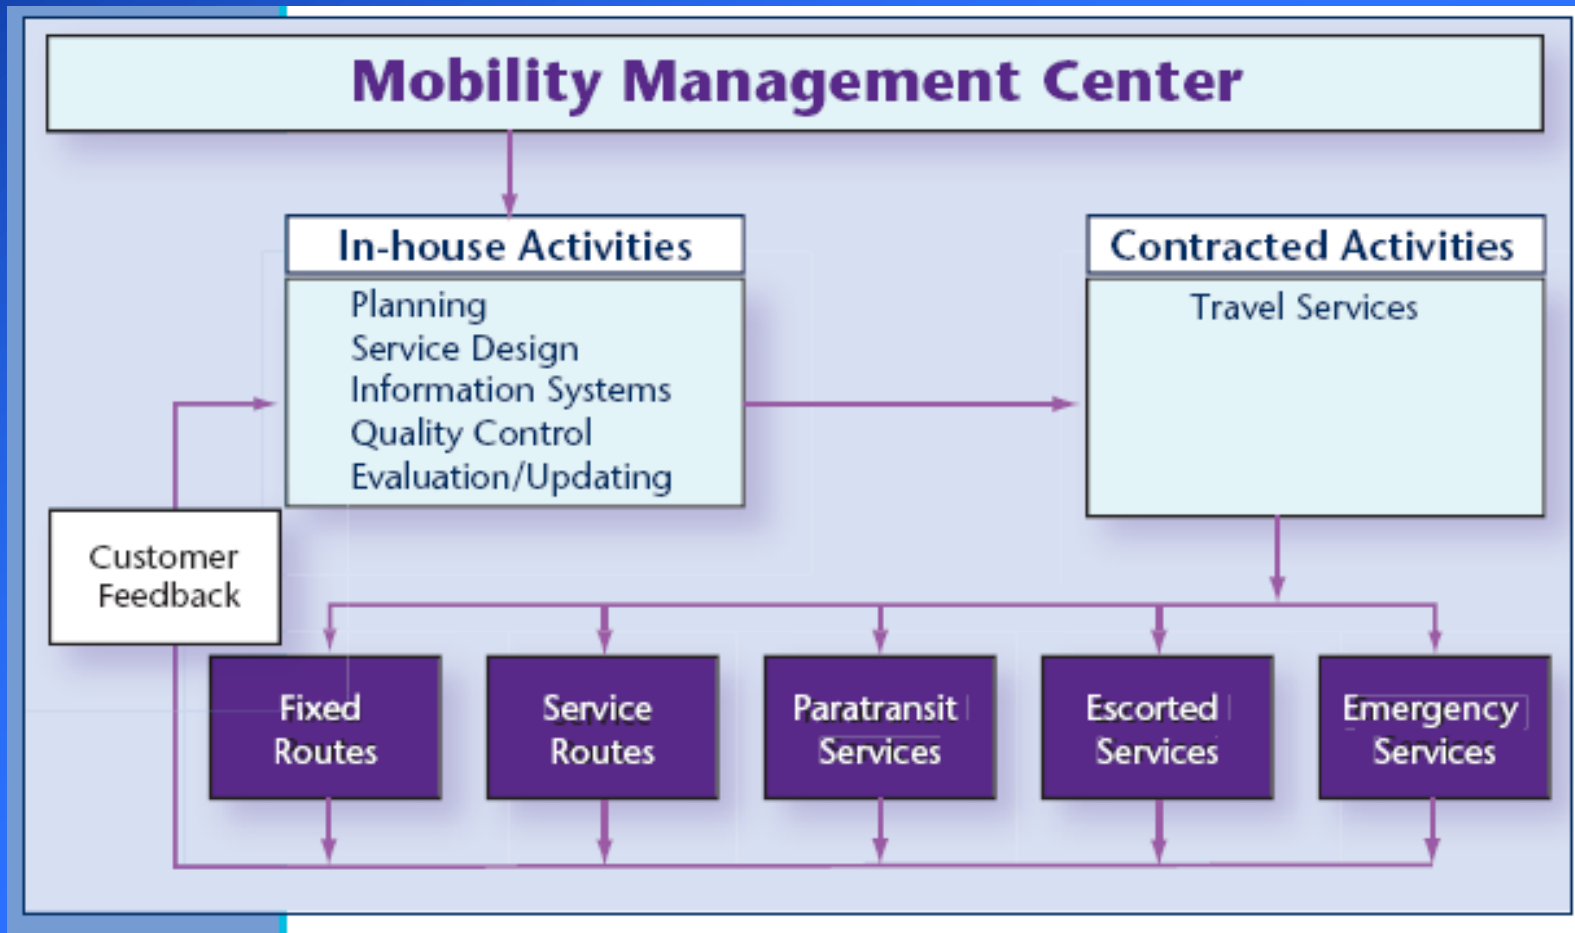 Mobility Management Center
In-house Activities
Planning
Service Design
Information Systems
Quality Control
Evaluation/Updating
Contracted Activities
Travel Services
Customer
Feedback
Fixed
Routes
Service
Routes
Paratransit
Services
Escorted
Services
Emergency
Services